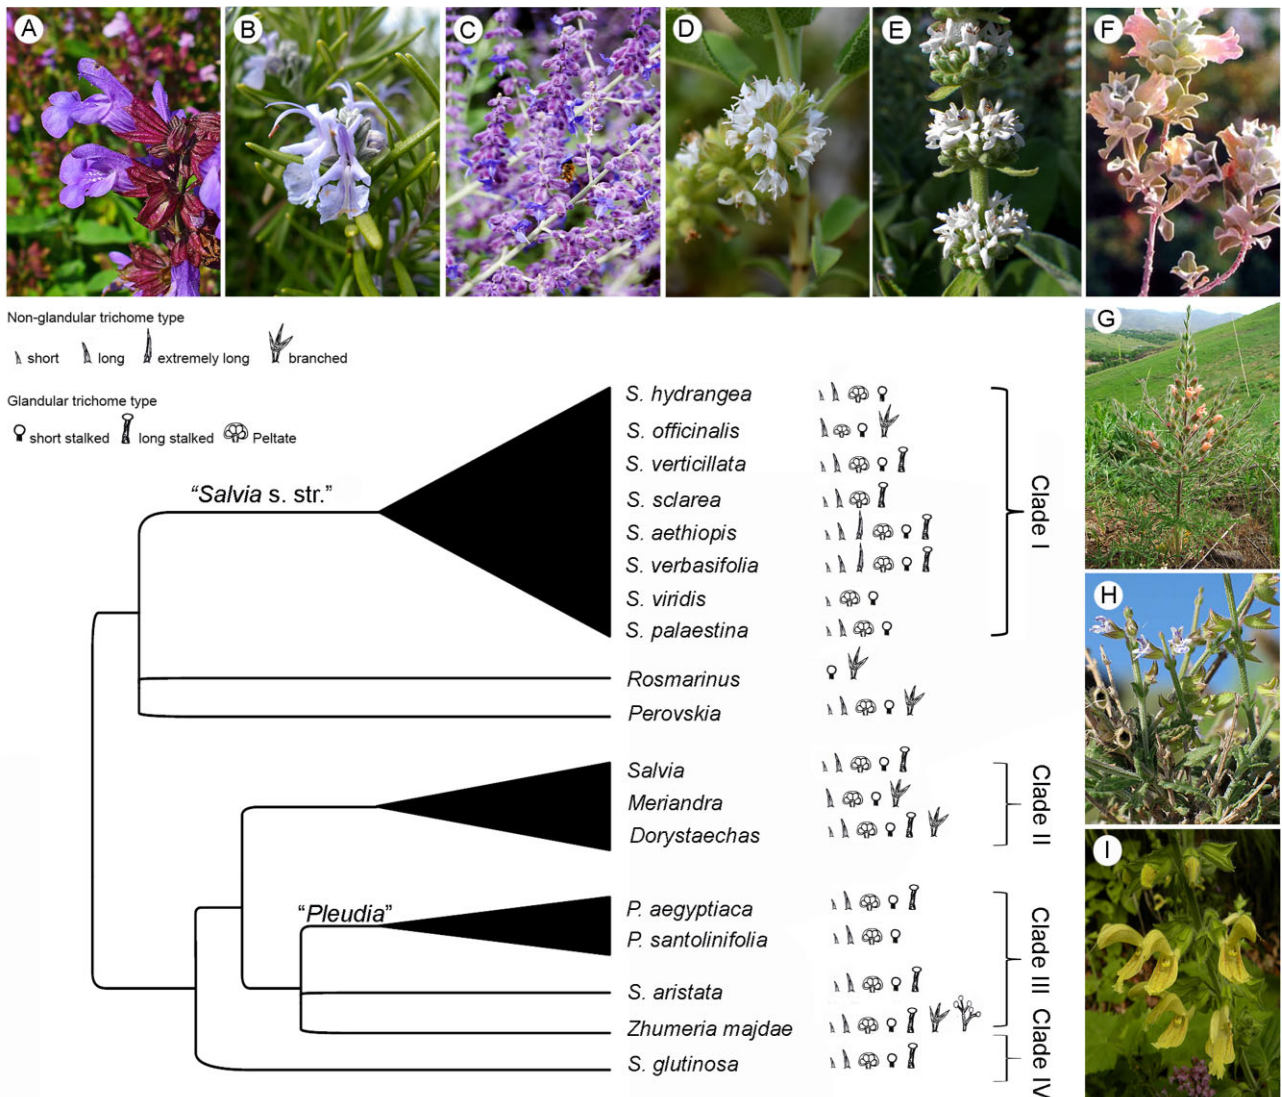 A
B
C
D
E
F
Non-glandular trichome type
short
long
extremely long
branched
Glandular trichome type
short stalked
long stalked
Peltate
G
H
I
“Salvia s. str.”
S. hydrangea
S. officinalis
S. verticillata
S. sclarea
S. aethiopis
S. verbasifolia
S. viridis
S. palaestina
Clade I
Rosmarinus
Perovskia
Salvia
Meriandra
Dorystaechas
Clade II
“Pleudia”
P. aegyptiaca
P. santolinifolia
S. aristata
Zhumeria majdae
Clade III
S. glutinosa
Clade IV